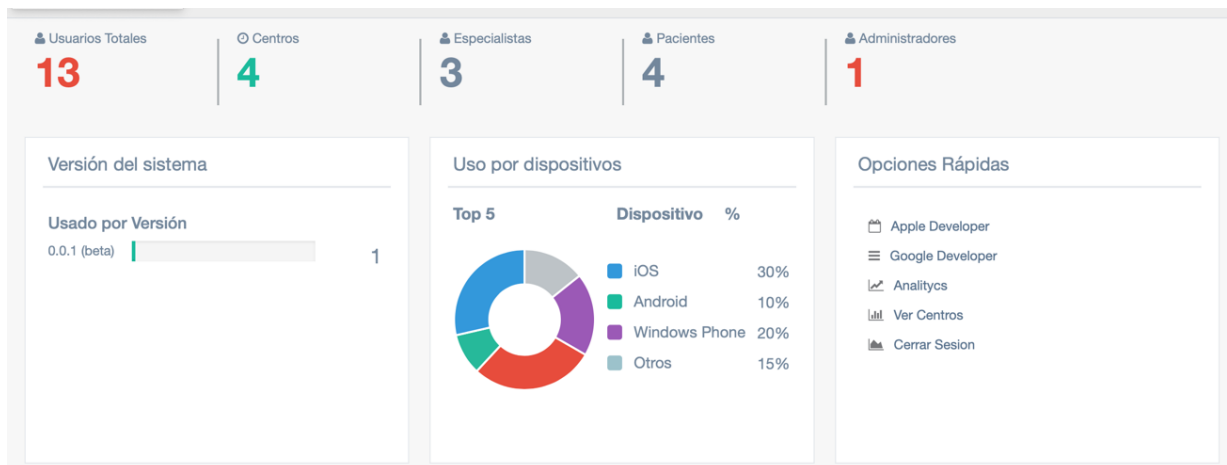 Usuarios Totales
13
Centros
4
Especialistas
3
Pacientes
4
Administradores
1
Versión del sistema
Usado por Versión
0.0.1 (beta) 1
Uso por dispositivos
Top 5 Dispositivo %
iOS 30%
Android 10%
Windows Phone 20%
Otros 15%
Opciones Rápidas
Apple Developer
Google Developer
Analitycs
Ver Centros
Cerrar Sesion